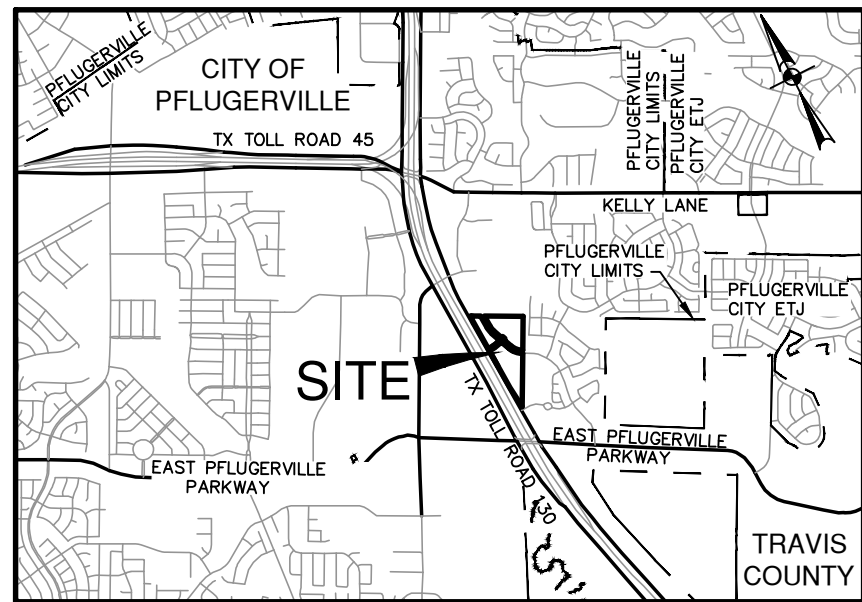 PFLUGERVILLE
CITY LIMITS
CITY OF
PFLUGERVILLE
TX TOLL ROAD 45
PFLUGERVILLE
CITY LIMITS
PFLUGERVILLE
CITY ETJ
KELLY LANE
PFLUGERVILLE
CITY LIMITS
PFLUGERVILLE
CITY ETJ
SITE
TX TOLL ROAD 130
EAST PFLUGERVILLE
PARKWAY
EAST PFLUGERVILLE
PARKWAY
TRAVIS
COUNTY